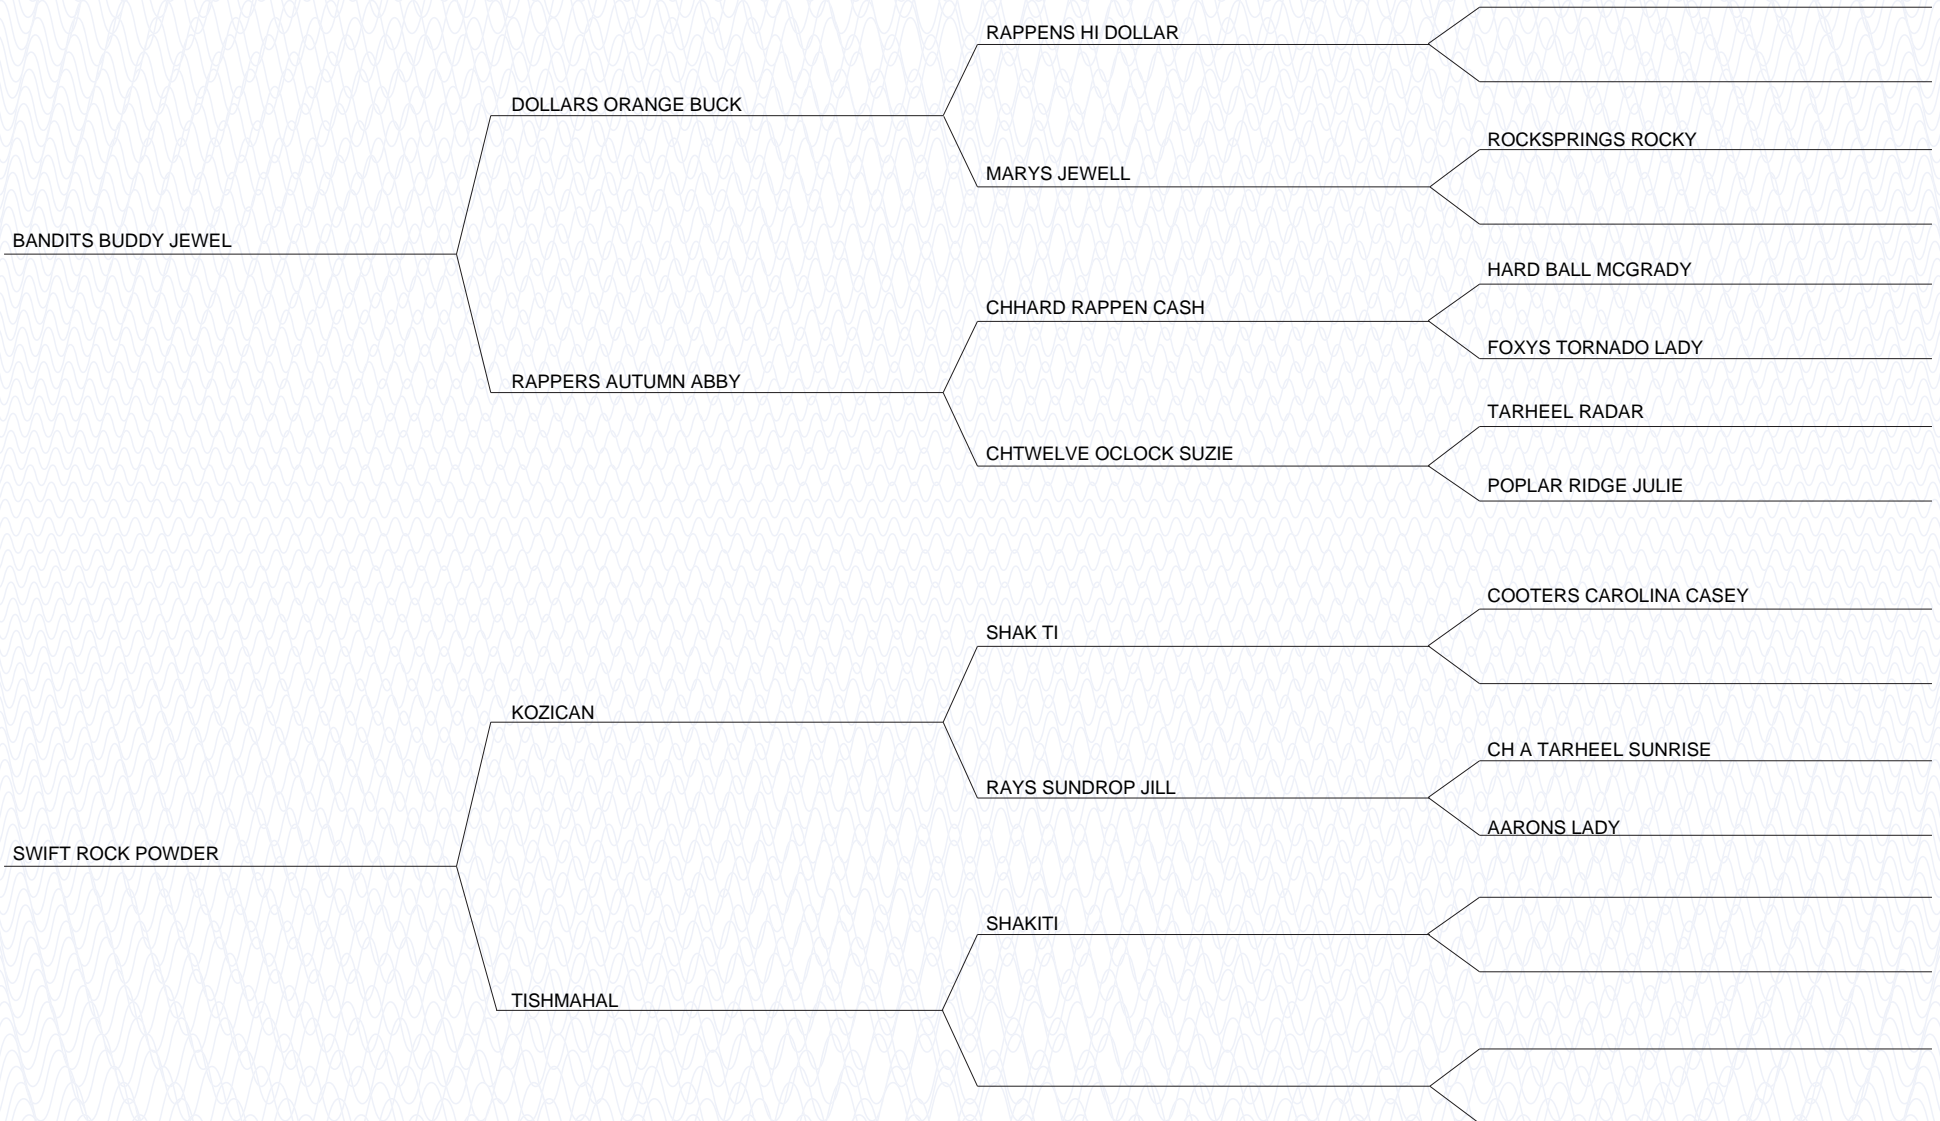 RAPPENS HI DOLLAR
DOLLARS ORANGE BUCK
ROCKSPRINGS ROCKY
MARYS JEWELL
BANDITS BUDDY JEWEL
HARD BALL MCGRADY
CHHARD RAPPEN CASH
FOXYS TORNADO LADY
RAPPERS AUTUMN ABBY
TARHEEL RADAR
CHTWELVE OCLOCK SUZIE
POPLAR RIDGE JULIE
COOTERS CAROLINA CASEY
SHAK TI
KOZICAN
CH A TARHEEL SUNRISE
RAYS SUNDROP JILL
AARONS LADY
SWIFT ROCK POWDER
SHAKITI
TISHMAHAL